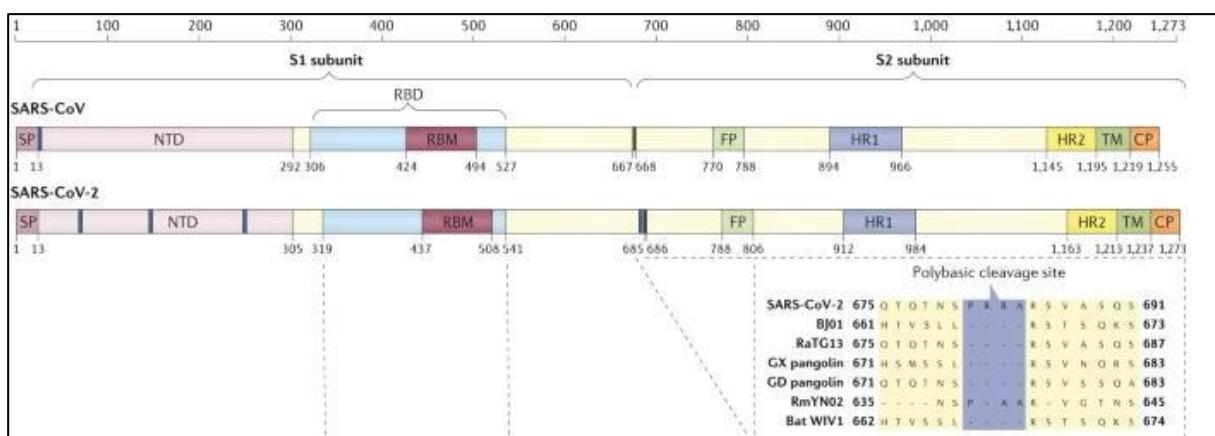 1 100 200 300 400 500 600 700 800 900 1,000 1,100 1,200 1,273
S1 subunit S2 subunit
RBD
SARS-CoV
SP NTD RBM FP HR1 HR2 TM CP
1 13 292 306 424 494 527 667 668 770 788 894 966 1,145 1,195 1,219 1,255
SARS-CoV-2
SP NTD RBM FP HR1 HR2 TM CP
1 13 305 319 437 508 541 685 686 788 806 912 984 1,163 1,213 1,237 1,273
Polybasic cleavage site
SARS-CoV-2 675 Q T Q T N S P R R A R S V A S Q S 691
BJ01 661 H T V S L L - - - - R S T S Q K S 673
RaTG13 675 Q T Q T N S - - - - R S V A S Q S 687
GX pangolin 671 H S M S S L - - - - R S V N Q R S 683
GD pangolin 671 Q T Q T N S - - - - R S V S S Q A 683
RmYN02 635 - - - - N S P - A A R - V G T N S 645
Bat WIV1 662 H T V S S L - - - - R S T S Q K S 674